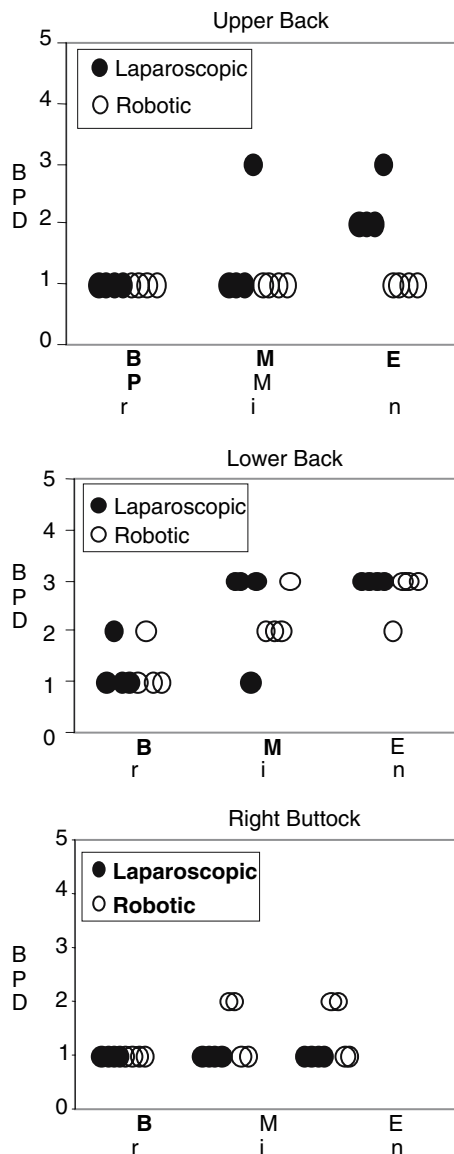 Upper Back
5
Laparoscopic
4
Robotic
3
B
P
D
2
1
0
B M E
P M
r i n
Lower Back
5
Laparoscopic
4
Robotic
B
P
D
3
2
1
0
B M E
r i n
Right Buttock
5
Laparoscopic
4
Robotic
3
B
P
D
2
1
0
B M E
r i n